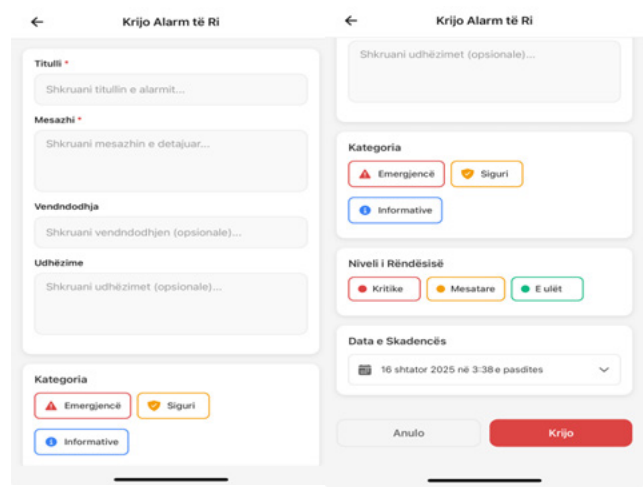 Krijo Alarm të Ri
Titulli *
Shkruani titullin e alarmit...
Mesazhi *
Shkruani mesazhin e detajuar...
Vendndodhja
Shkruani vendndodhjen (opsionale)...
Udhëzime
Shkruani udhëzimet (opsionale)...
Kategoria
Emergjencë
Siguri
Informative
Krijo Alarm të Ri
Shkruani udhëzimet (opsionale)...
Kategoria
Emergjencë
Siguri
Informative
Niveli i Rëndësisë
Kritike
Mesatare
E ulët
Data e Skadencës
16 shtator 2025 në 3:38 e pasdites
Anulo
Krijo